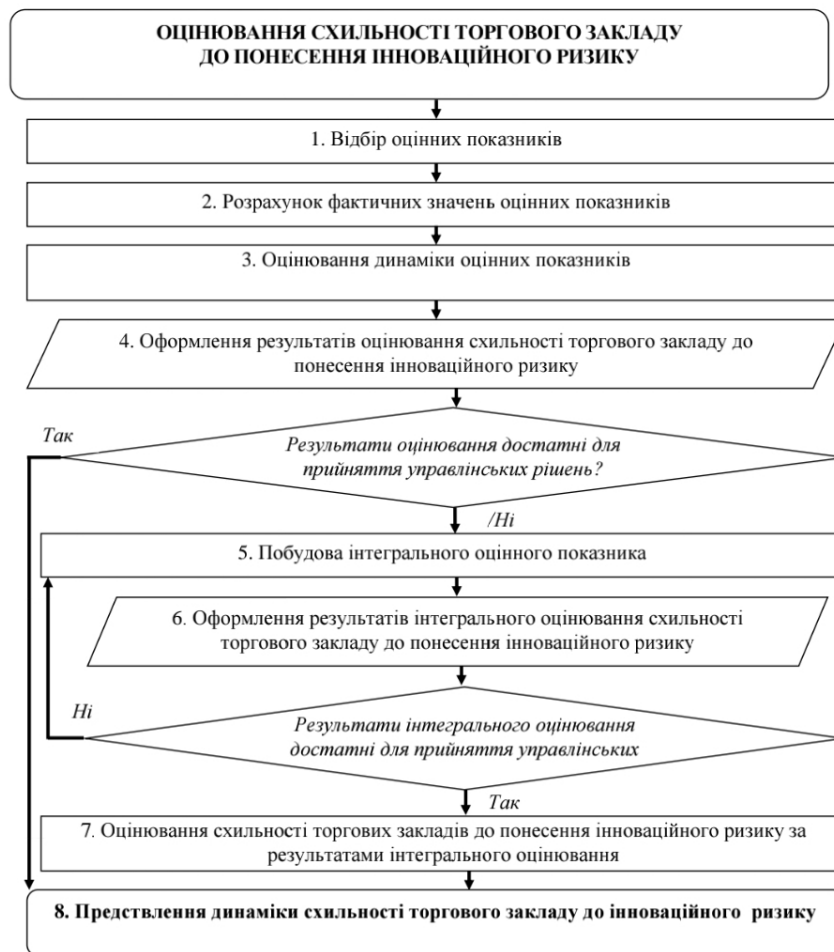 ОЦІНЮВАННЯ СХИЛЬНОСТІ ТОРГОВОГО ЗАКЛАДУ
ДО ПОНЕСЕННЯ ІННОВАЦІЙНОГО РИЗИКУ
1. Відбір оцінних показників
2. Розрахунок фактичних значень оцінних показників
3. Оцінювання динаміки оцінних показників
4. Оформлення результатів оцінювання схильності торгового закладу до
понесення інноваційного ризику
Так
Результати оцінювання достатні для
прийняття управлінських рішень?
/Ні
5. Побудова інтегрального оцінного показника
6. Оформлення результатів інтегрального оцінювання схильності
торгового закладу до понесення інноваційного ризику
Ні
Результати інтегрального оцінювання
достатні для прийняття управлінських
Так
7. Оцінювання схильності торгових закладів до понесення інноваційного ризику за
результатами інтегрального оцінювання
8. Предствлення динаміки схильності торгового закладу до інноваційного ризику